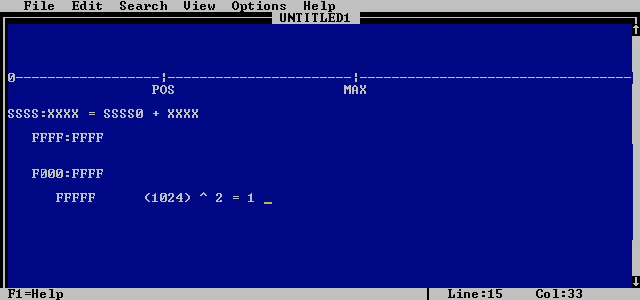 File Edit Search View Options Help
UNTITLED1
0
POS MAX
SSSS:XXXX = SSSS0 + XXXX
FFFF:FFFF
F000:FFFF
FFFFF (1024) ^ 2 = 1 _
F1=Help Line:15 Col:33